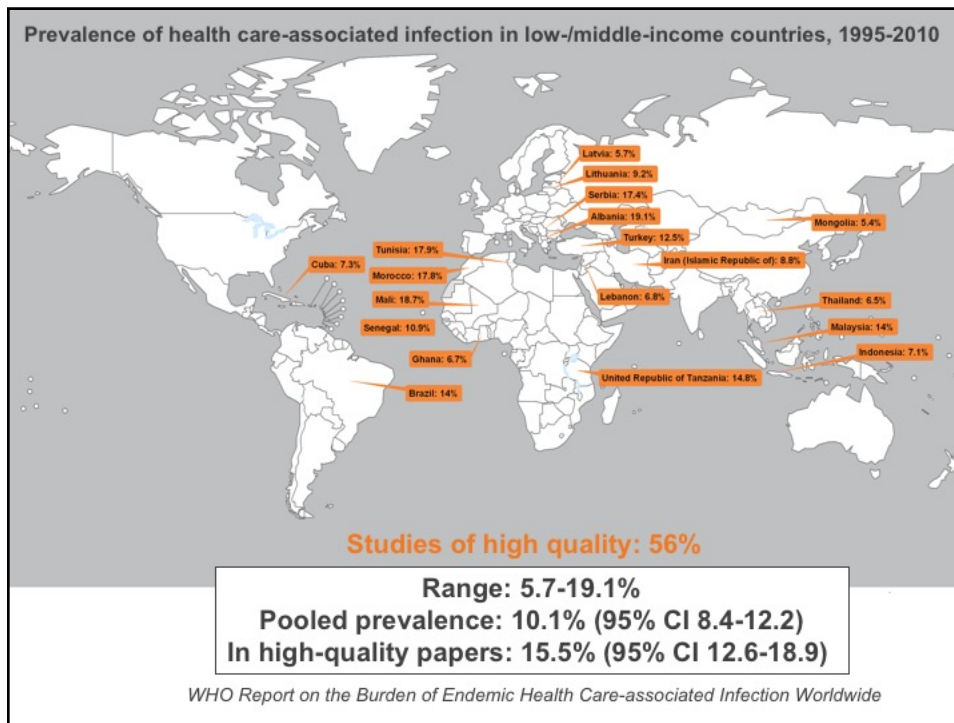 Prevalence of health care-associated infection in low-/middle-income countries, 1995-2010
Latvia: 5.7%
Lithuania: 9.2%
Serbia: 17.4%
Albania: 19.1%
Mongolia: 5.4%
Turkey: 12.5%
Tunisia: 17.9%
Iran (Islamic Republic of): 8.8%
Cuba: 7.3%
Morocco: 17.8%
Mali: 18.7%
Lebanon: 6.8%
Thailand: 6.5%
Senegal: 10.9%
Malaysia: 14%
Ghana: 6.7%
Indonesia: 7.1%
United Republic of Tanzania: 14.8%
Brazil: 14%
Studies of high quality: 56%
Range: 5.7-19.1%
Pooled prevalence: 10.1% (95% CI 8.4-12.2)
In high-quality papers: 15.5% (95% CI 12.6-18.9)
WHO Report on the Burden of Endemic Health Care-associated Infection Worldwide